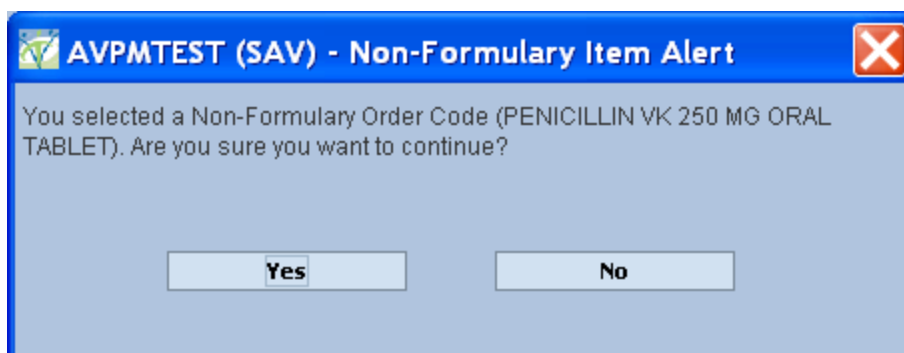 AVPMTEST (SAV) - Non-Formulary Item Alert
You selected a Non-Formulary Order Code (PENICILLIN VK 250 MG ORAL
TABLET). Are you sure you want to continue?
Yes No